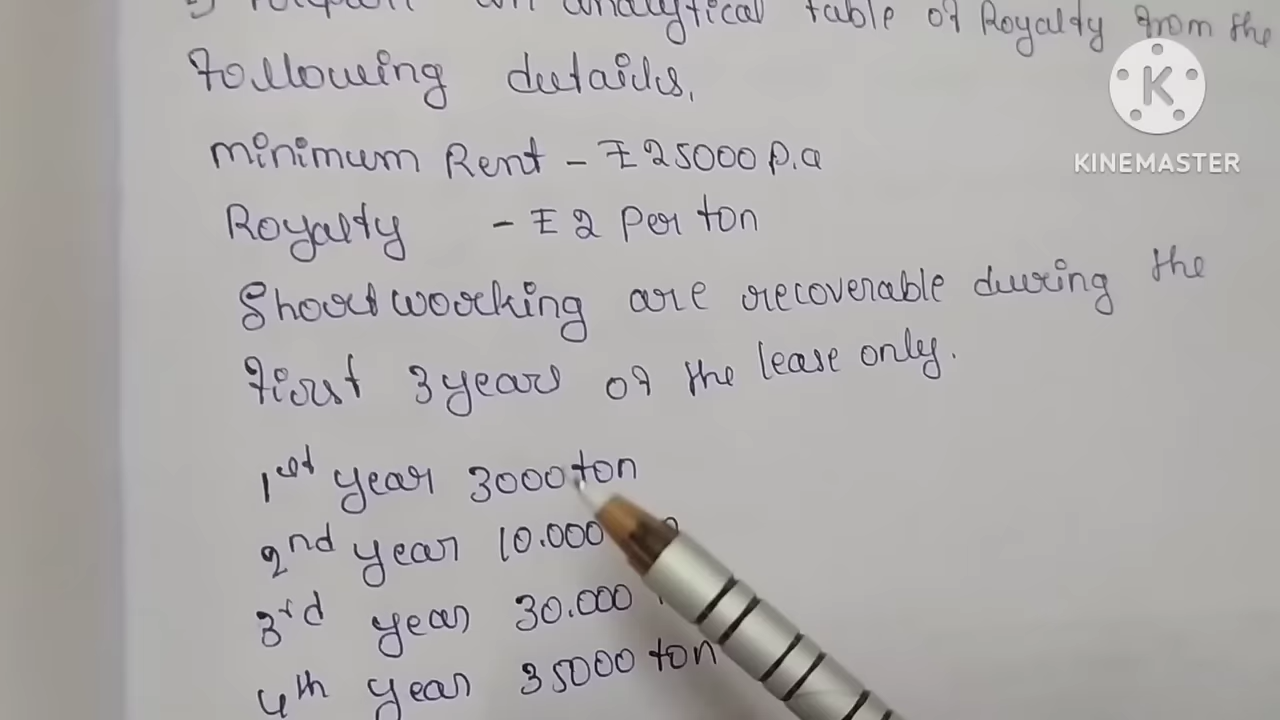 an analytical table of Royalty from the
following details,
minimum Rent - ₹25000 p.a
Royalty - ₹2 Per ton
Shortworking are recoverable during the
first 3 years of the lease only.
1st year 3000 ton
2nd year 10.000
3rd year 30.000
4th year 35000 ton
K
KINEMASTER